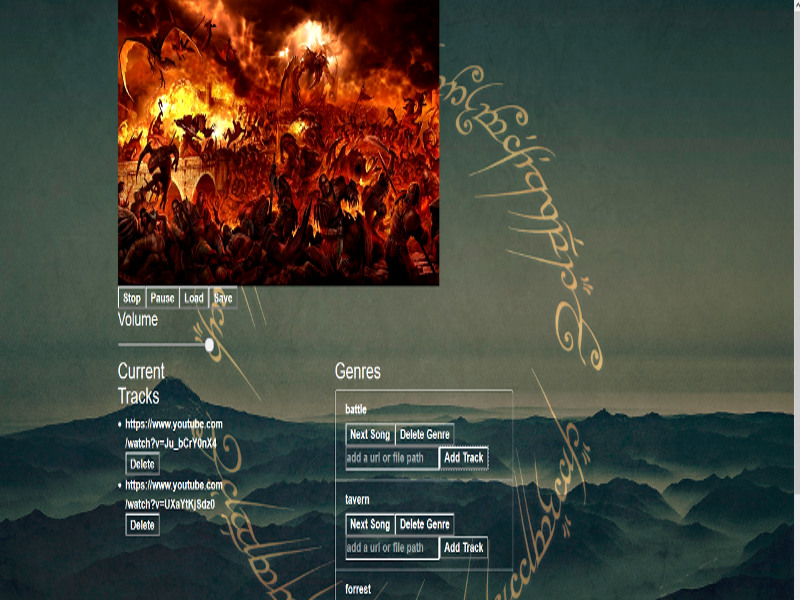 Stop Pause Load Save
Volume
Current
Tracks
Genres
https://www.youtube.com
/watch?v=Ju_bCrY0nX4
Delete
https://www.youtube.com
/watch?v=UXaYtKjSdz0
Delete
battle
Next Song Delete Genre
add a url or file path Add Track
tavern
Next Song Delete Genre
add a url or file path Add Track
forrest